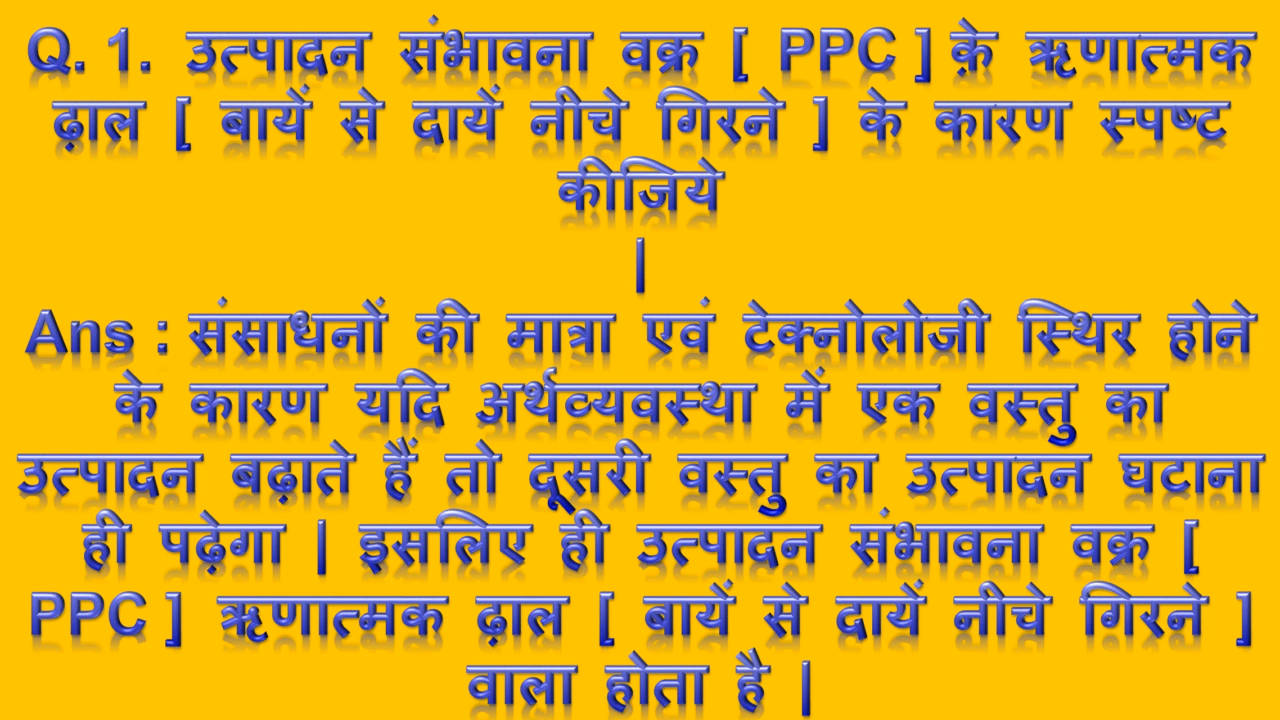 Q. 1. उत्पादन संभावना वक्र [ PPC ] क़े ऋणात्मक
ढ़ाल [ बायें से दायें नीचे गिरने ] के कारण स्पष्ट
कीजिये
|
Ans : संसाधनों की मात्रा एवं टेक्नोलोजी स्थिर होने
के कारण यदि अर्थव्यवस्था में एक वस्तु का
उत्पादन बढ़ाते हैं तो दूसरी वस्तु का उत्पादन घटाना
ही पढ़ेगा | इसलिए ही उत्पादन संभावना वक्र [
PPC ] ऋणात्मक ढ़ाल [ बायें से दायें नीचे गिरने ]
वाला होता है |